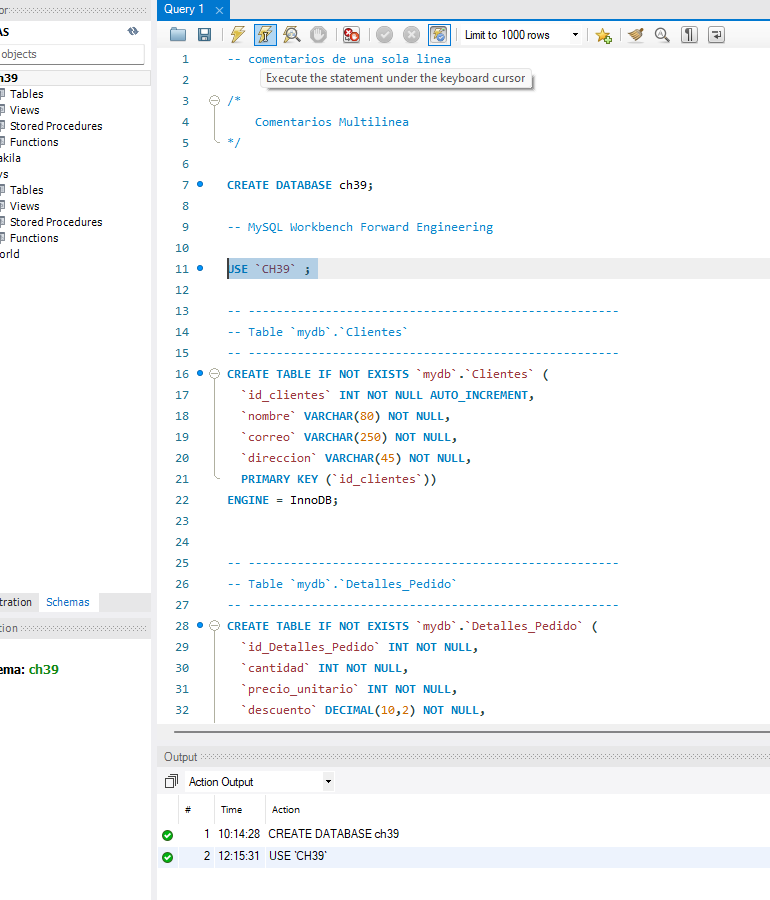 Query 1
Limit to 1000 rows
AS
objects
h39
Tables
Views
Stored Procedures
Functions
akila
ys
Tables
Views
Stored Procedures
Functions
orld
tration Schemas
tion
ema: ch39
1 -- comentarios de una sola linea
Execute the statement under the keyboard cursor
2
3 /*
4 Comentarios Multilinea
5 */
6
7 CREATE DATABASE ch39;
8
9 -- MySQL Workbench Forward Engineering
10
11 USE `CH39` ;
12
13 -- -----------------------------------------------------
14 -- Table `mydb`.`Clientes`
15 -- -----------------------------------------------------
16 CREATE TABLE IF NOT EXISTS `mydb`.`Clientes` (
17 `id_clientes` INT NOT NULL AUTO_INCREMENT,
18 `nombre` VARCHAR(80) NOT NULL,
19 `correo` VARCHAR(250) NOT NULL,
20 `direccion` VARCHAR(45) NOT NULL,
21 PRIMARY KEY (`id_clientes`))
22 ENGINE = InnoDB;
23
24
25 -- -----------------------------------------------------
26 -- Table `mydb`.`Detalles_Pedido`
27 -- -----------------------------------------------------
28 CREATE TABLE IF NOT EXISTS `mydb`.`Detalles_Pedido` (
29 `id_Detalles_Pedido` INT NOT NULL,
30 `cantidad` INT NOT NULL,
31 `precio_unitario` INT NOT NULL,
32 `descuento` DECIMAL(10,2) NOT NULL,
Output
Action Output
# Time Action
1 10:14:28 CREATE DATABASE ch39
2 12:15:31 USE `CH39`